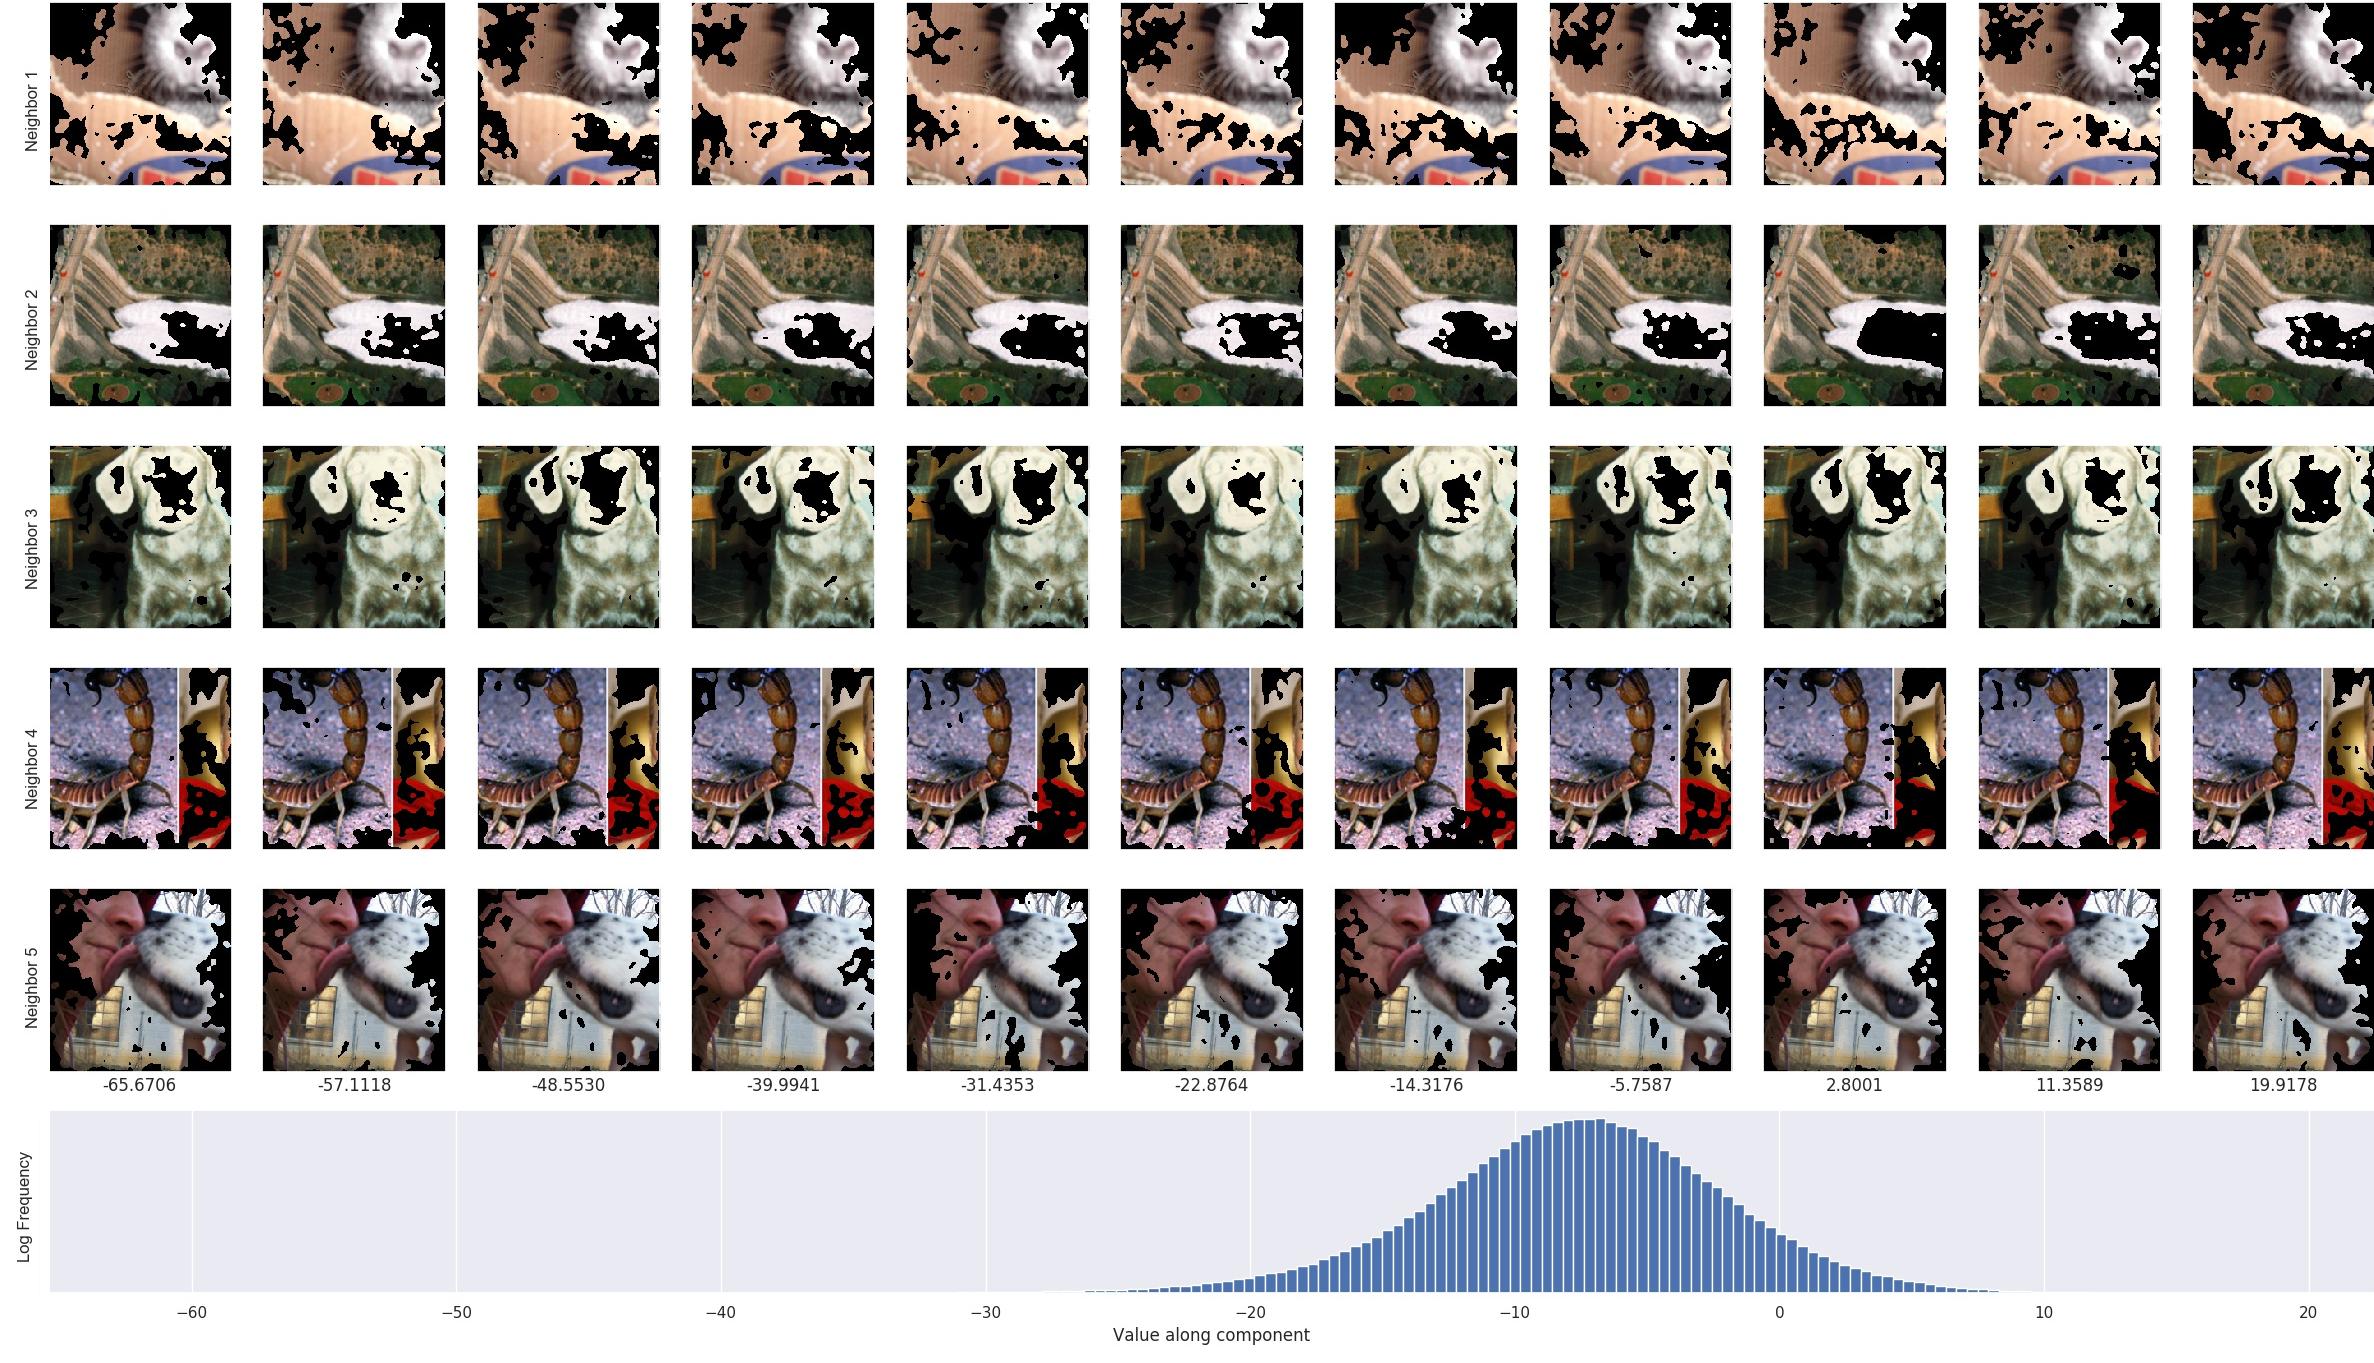 Neighbor 1
Neighbor 2
Neighbor 3
Neighbor 4
Neighbor 5
-65.6706 -57.1118 -48.5530 -39.9941 -31.4353 -22.8764 -14.3176 -5.7587 2.8001 11.3589 19.9178
Log Frequency
−60 −50 −40 −30 −20 −10 0 10 20
Value along component